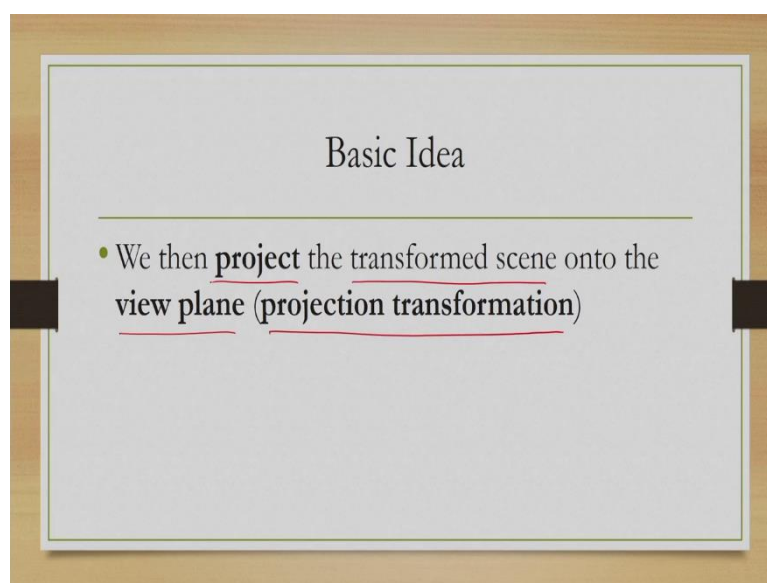 Basic Idea
• We then project the transformed scene onto the
view plane (projection transformation)